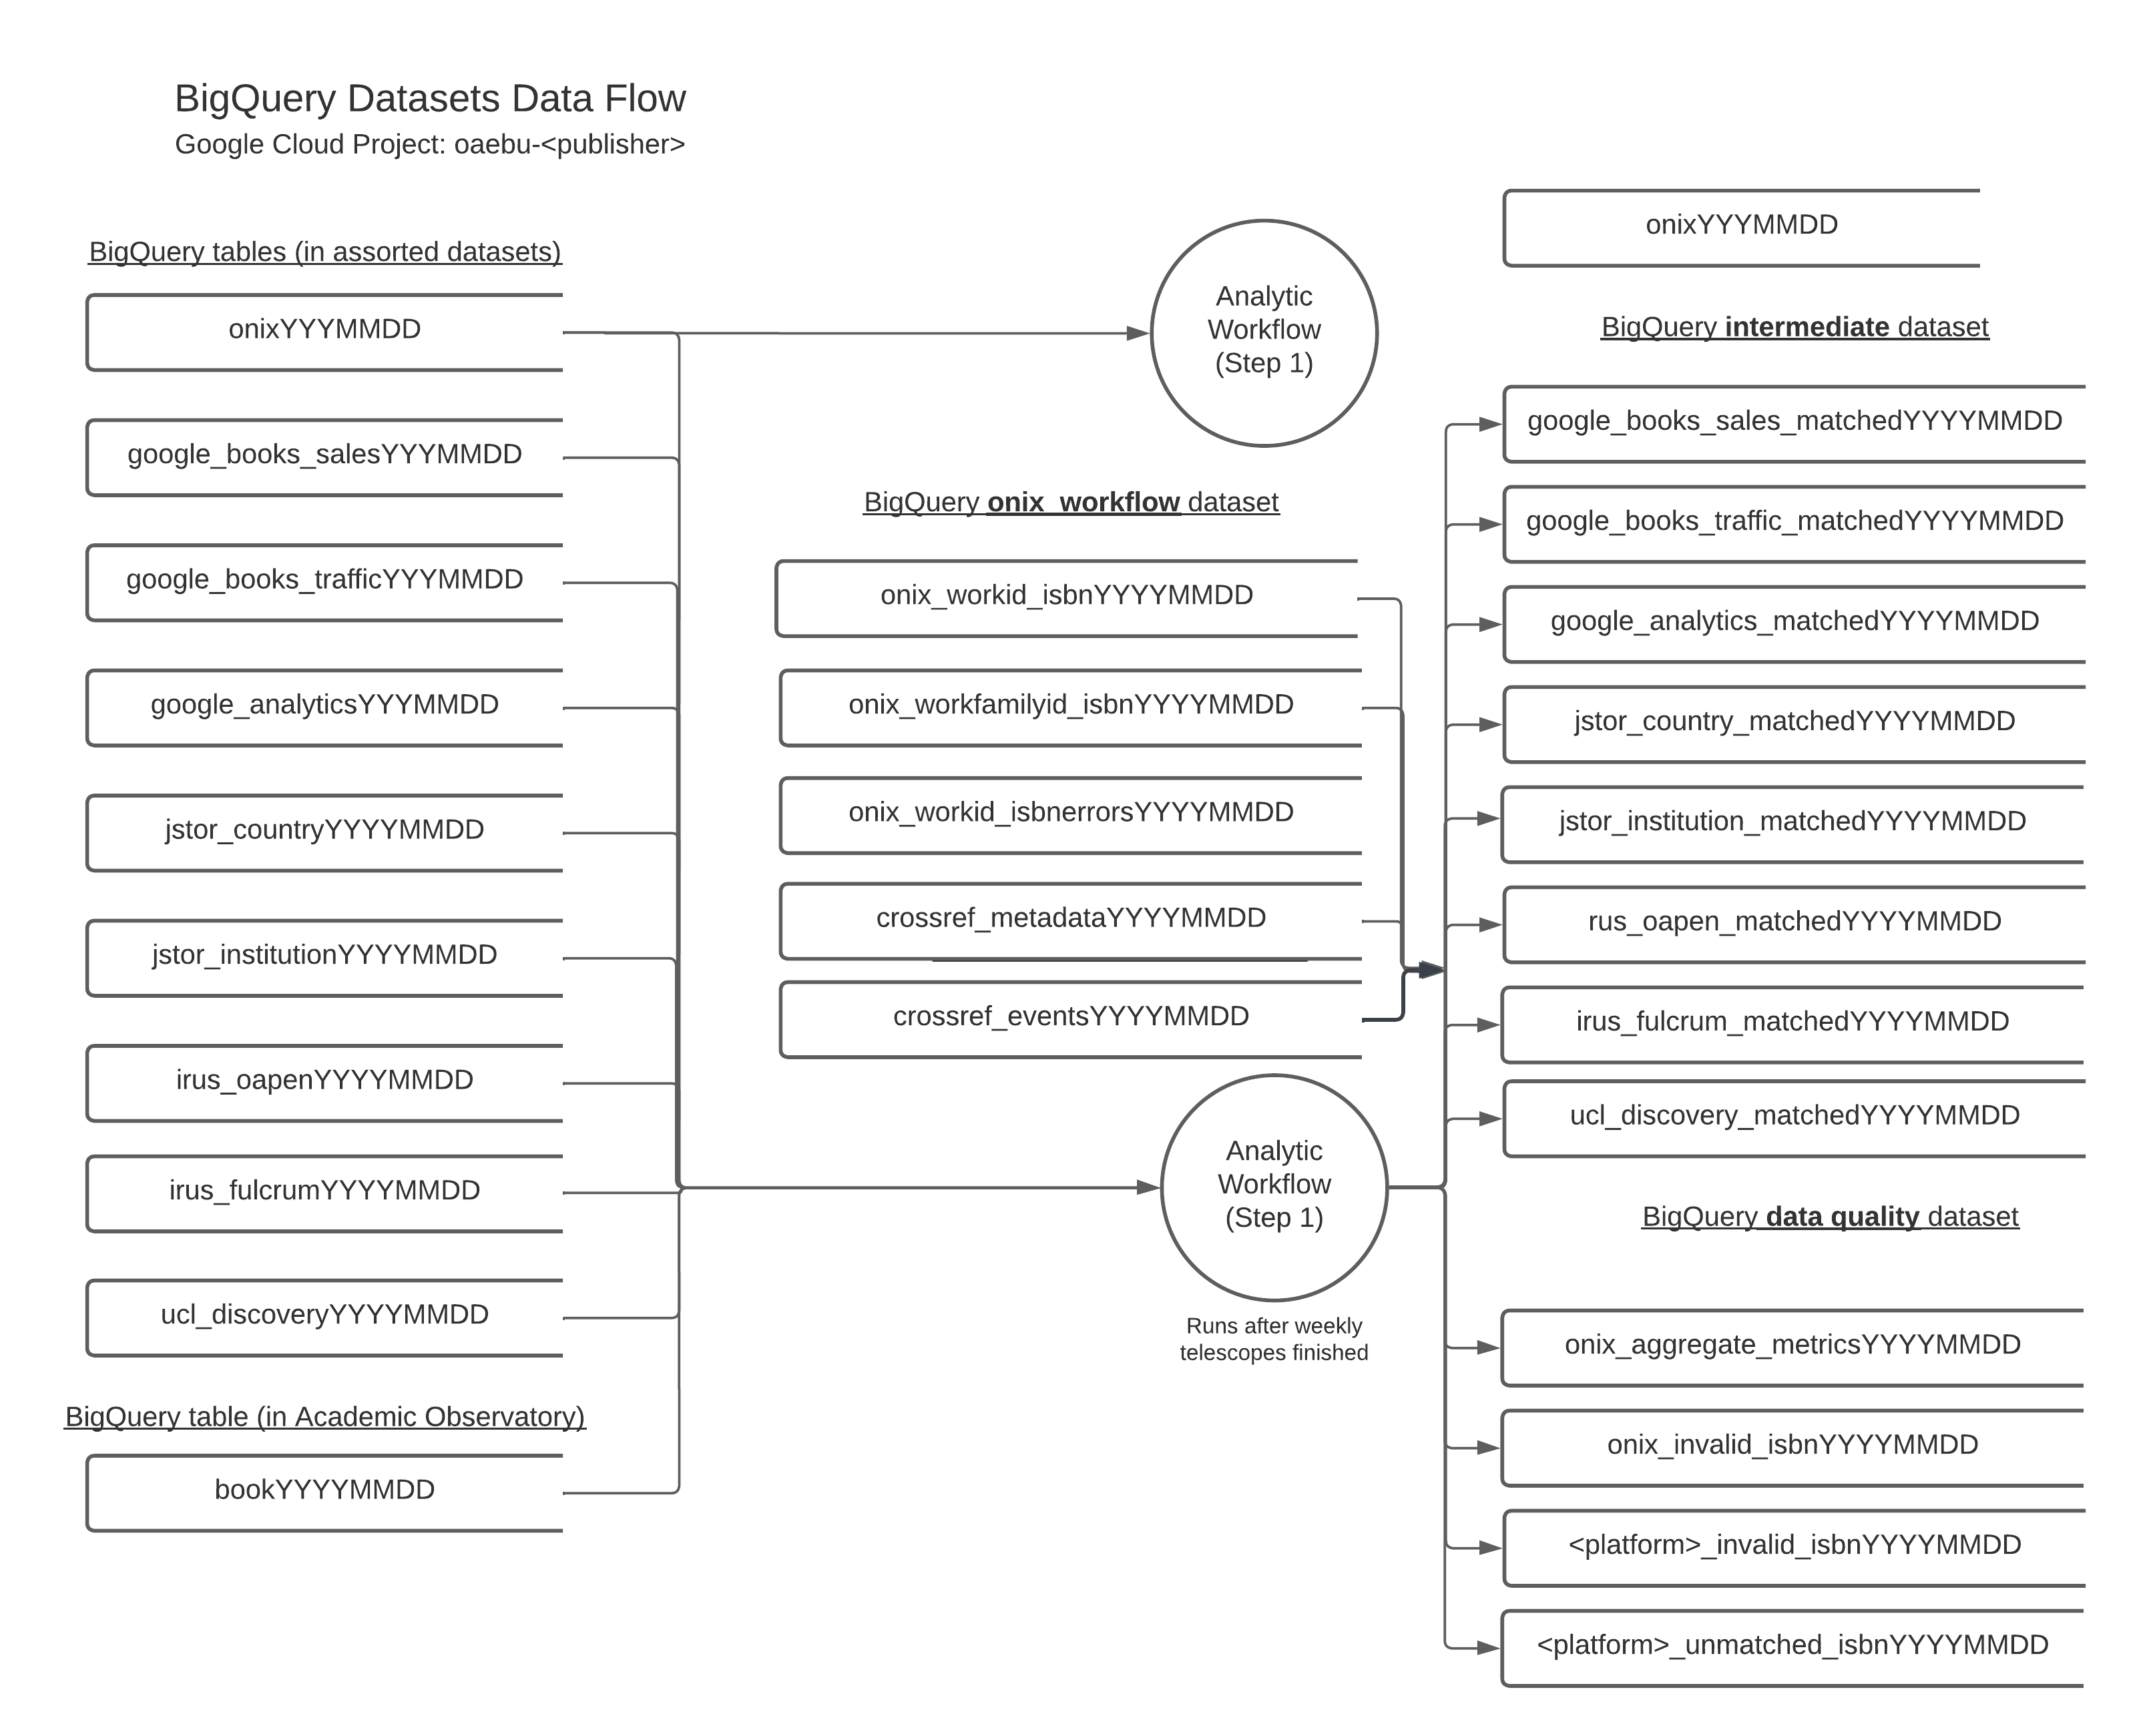 BigQuery Datasets Data Flow
Google Cloud Project: oaebu-<publisher>
BigQuery tables (in assorted datasets)
onixYYYMMDD
google_books_salesYYYMMDD
google_books_trafficYYYMMDD
google_analyticsYYYMMDD
jstor_countryYYYYMMDD
jstor_institutionYYYYMMDD
irus_oapenYYYYMMDD
irus_fulcrumYYYYMMDD
ucl_discoveryYYYYMMDD
BigQuery table (in Academic Observatory)
bookYYYYMMDD
Analytic
Workflow
(Step 1)
BigQuery onix_workflow dataset
onix_workid_isbnYYYYMMDD
onix_workfamilyid_isbnYYYYMMDD
onix_workid_isbnerrorsYYYYMMDD
crossref_metadataYYYYMMDD
crossref_eventsYYYYMMDD
Analytic
Workflow
(Step 1)
Runs after weekly
telescopes finished
onixYYYMMDD
BigQuery intermediate dataset
google_books_sales_matchedYYYYMMDD
google_books_traffic_matchedYYYYMMDD
google_analytics_matchedYYYYMMDD
jstor_country_matchedYYYYMMDD
jstor_institution_matchedYYYYMMDD
rus_oapen_matchedYYYYMMDD
irus_fulcrum_matchedYYYYMMDD
ucl_discovery_matchedYYYYMMDD
BigQuery data quality dataset
onix_aggregate_metricsYYYYMMDD
onix_invalid_isbnYYYYMMDD
<platform>_invalid_isbnYYYYMMDD
<platform>_unmatched_isbnYYYYMMDD